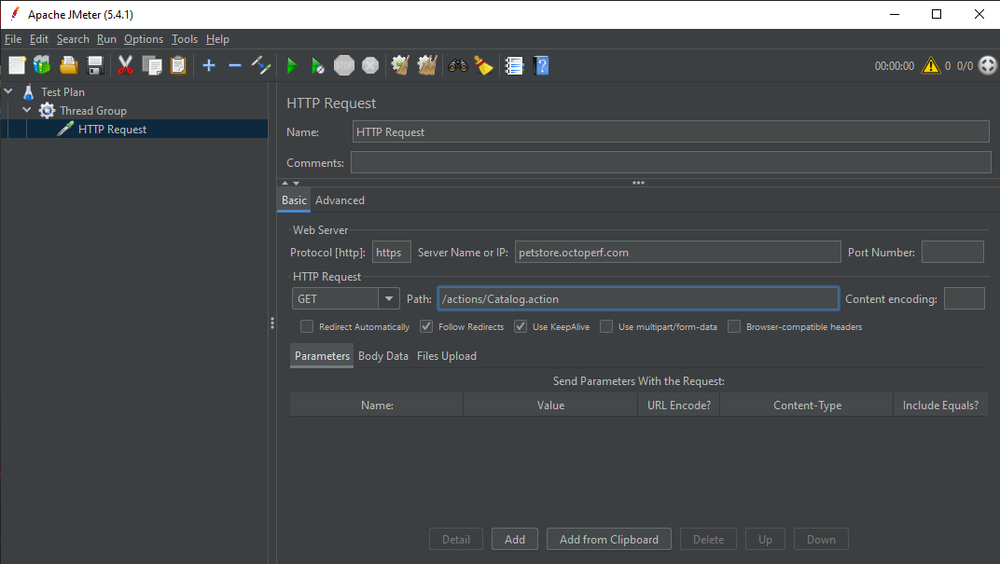 Apache JMeter (5.4.1)
File Edit Search Run Options Tools Help
00:00:00 0 0/0
Test Plan
Thread Group
HTTP Request
HTTP Request
Name: HTTP Request
Comments:
Basic Advanced
Web Server
Protocol [http]: https Server Name or IP: petstore.octoperf.com Port Number:
HTTP Request
GET Path: /actions/Catalog.action Content encoding:
Redirect Automatically Follow Redirects Use KeepAlive Use multipart/form-data Browser-compatible headers
Parameters Body Data Files Upload
Send Parameters With the Request:
Name: Value URL Encode? Content-Type Include Equals?
Detail Add Add from Clipboard Delete Up Down